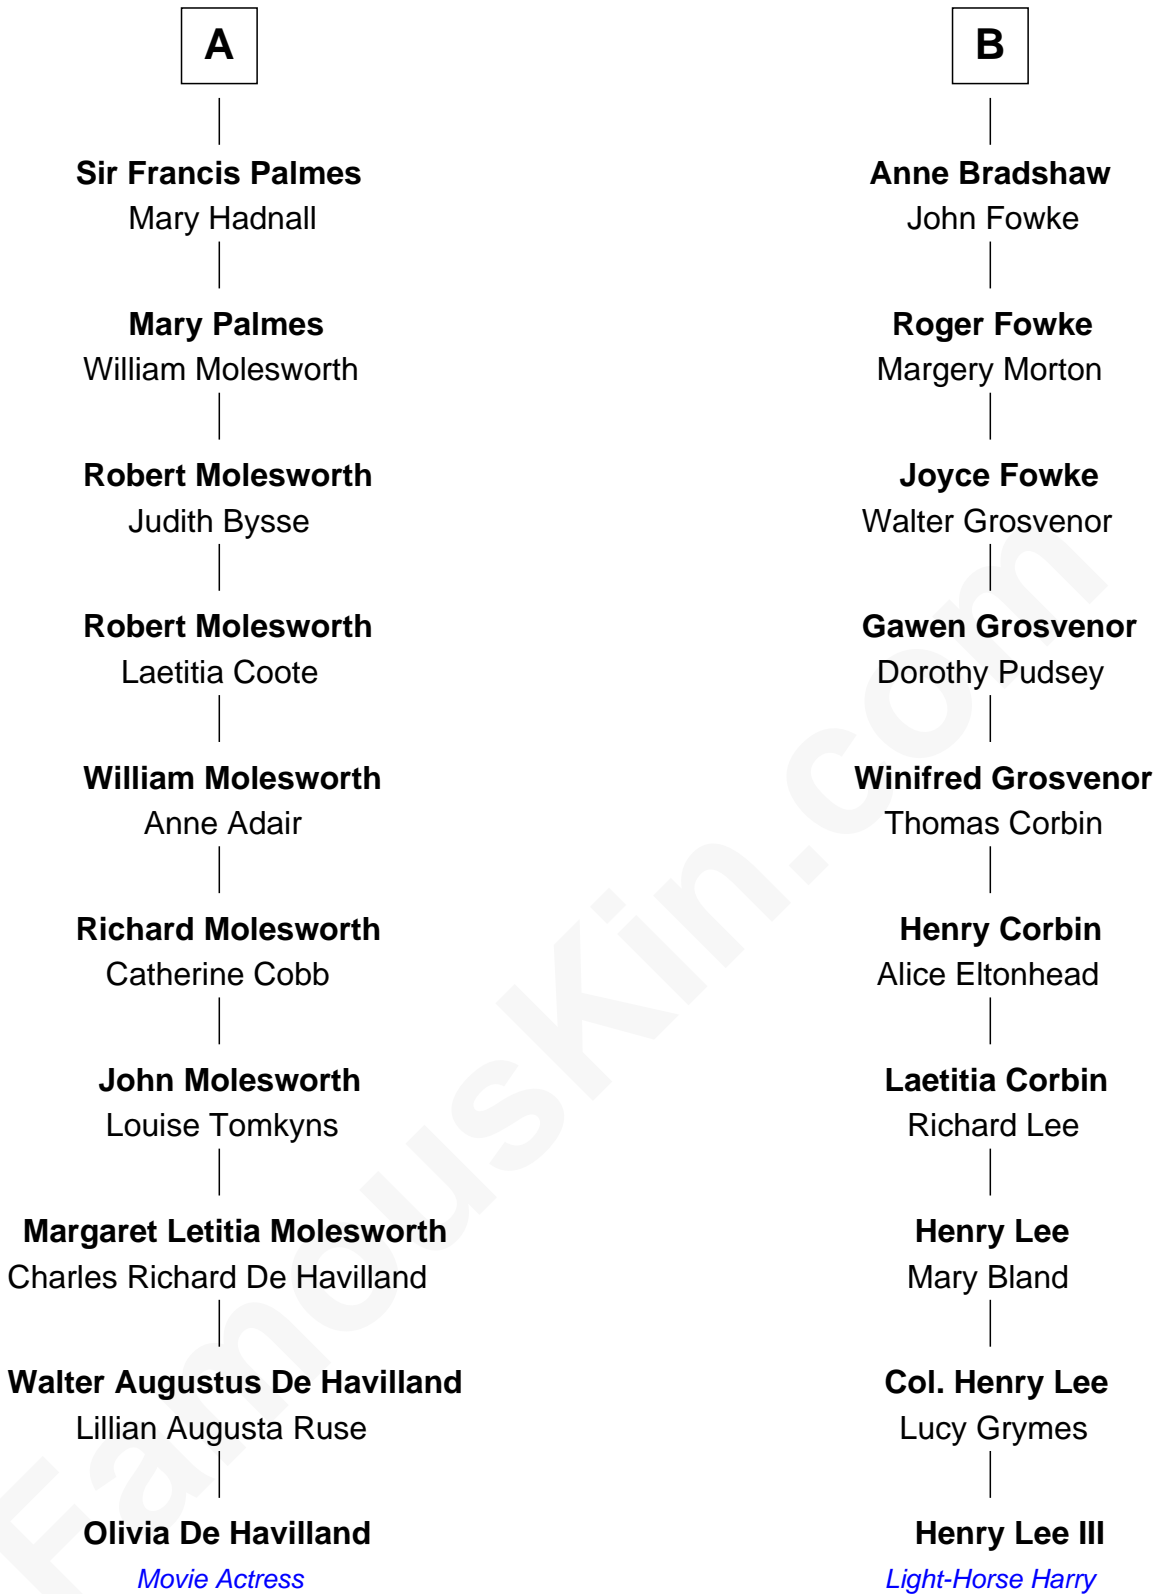 A
Sir Francis Palmes
Mary Hadnall
Mary Palmes
William Molesworth
Robert Molesworth
Judith Bysse
Robert Molesworth
Laetitia Coote
William Molesworth
Anne Adair
Richard Molesworth
Catherine Cobb
John Molesworth
Louise Tomkyns
Margaret Letitia Molesworth
Charles Richard De Havilland
Walter Augustus De Havilland
Lillian Augusta Ruse
Olivia De Havilland
Movie Actress
B
Anne Bradshaw
John Fowke
Roger Fowke
Margery Morton
Joyce Fowke
Walter Grosvenor
Gawen Grosvenor
Dorothy Pudsey
Winifred Grosvenor
Thomas Corbin
Henry Corbin
Alice Eltonhead
Laetitia Corbin
Richard Lee
Henry Lee
Mary Bland
Col. Henry Lee
Lucy Grymes
Henry Lee III
Light-Horse Harry
FamousKin.com